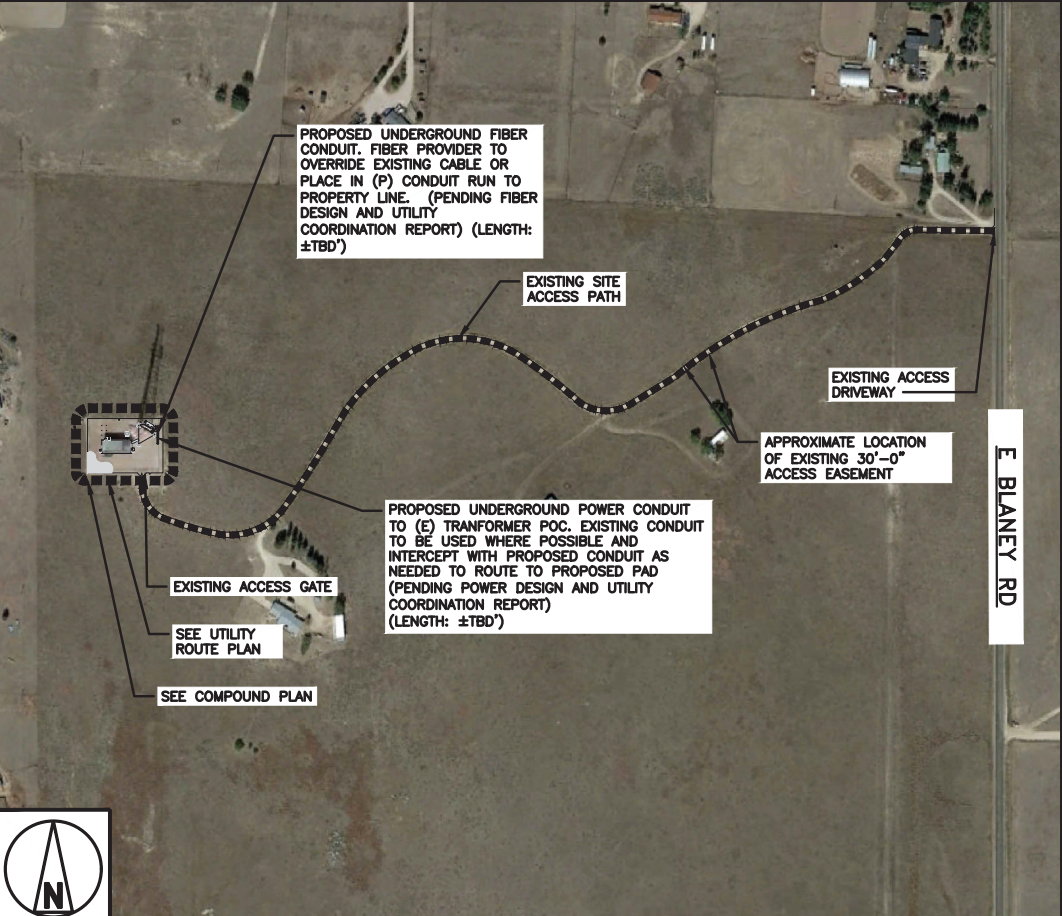 PROPOSED UNDERGROUND FIBER
CONDUIT. FIBER PROVIDER TO
OVERRIDE EXISTING CABLE OR
PLACE IN (P) CONDUIT RUN TO
PROPERTY LINE. (PENDING FIBER
DESIGN AND UTILITY
COORDINATION REPORT) (LENGTH:
±TBD')
EXISTING SITE
ACCESS PATH
EXISTING ACCESS
DRIVEWAY
APPROXIMATE LOCATION
OF EXISTING 30'-0"
ACCESS EASEMENT
E BLANEY RD
PROPOSED UNDERGROUND POWER CONDUIT
TO (E) TRANFORMER POC. EXISTING CONDUIT
TO BE USED WHERE POSSIBLE AND
INTERCEPT WITH PROPOSED CONDUIT AS
NEEDED TO ROUTE TO PROPOSED PAD
(PENDING POWER DESIGN AND UTILITY
COORDINATION REPORT)
(LENGTH: ±TBD')
EXISTING ACCESS GATE
SEE UTILITY
ROUTE PLAN
SEE COMPOUND PLAN
N